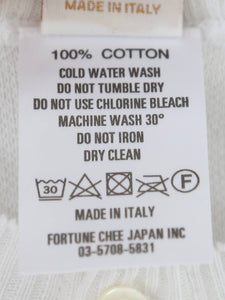 MADE IN ITALY
100% COTTON
COLD WATER WASH
DO NOT TUMBLE DRY
DO NOT USE CHLORINE BLEACH
MACHINE WASH 30°
DO NOT IRON
DRY CLEAN
30 F
MADE IN ITALY
FORTUNE CHEE JAPAN INC
03-5708-5831